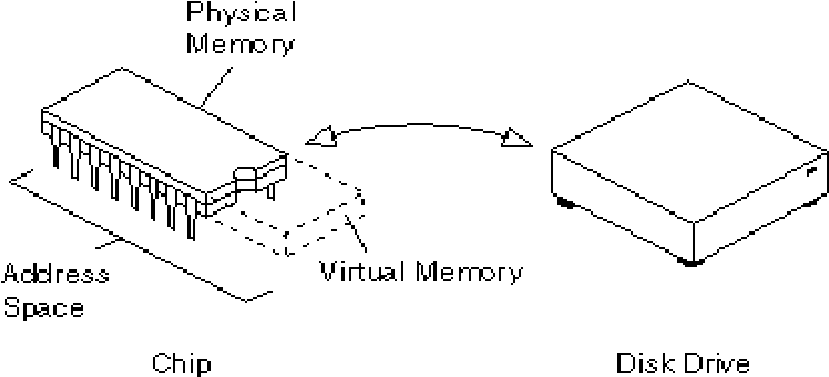 Physical
Memory
Virtual Memory
Address
Space
Chip
Disk Drive